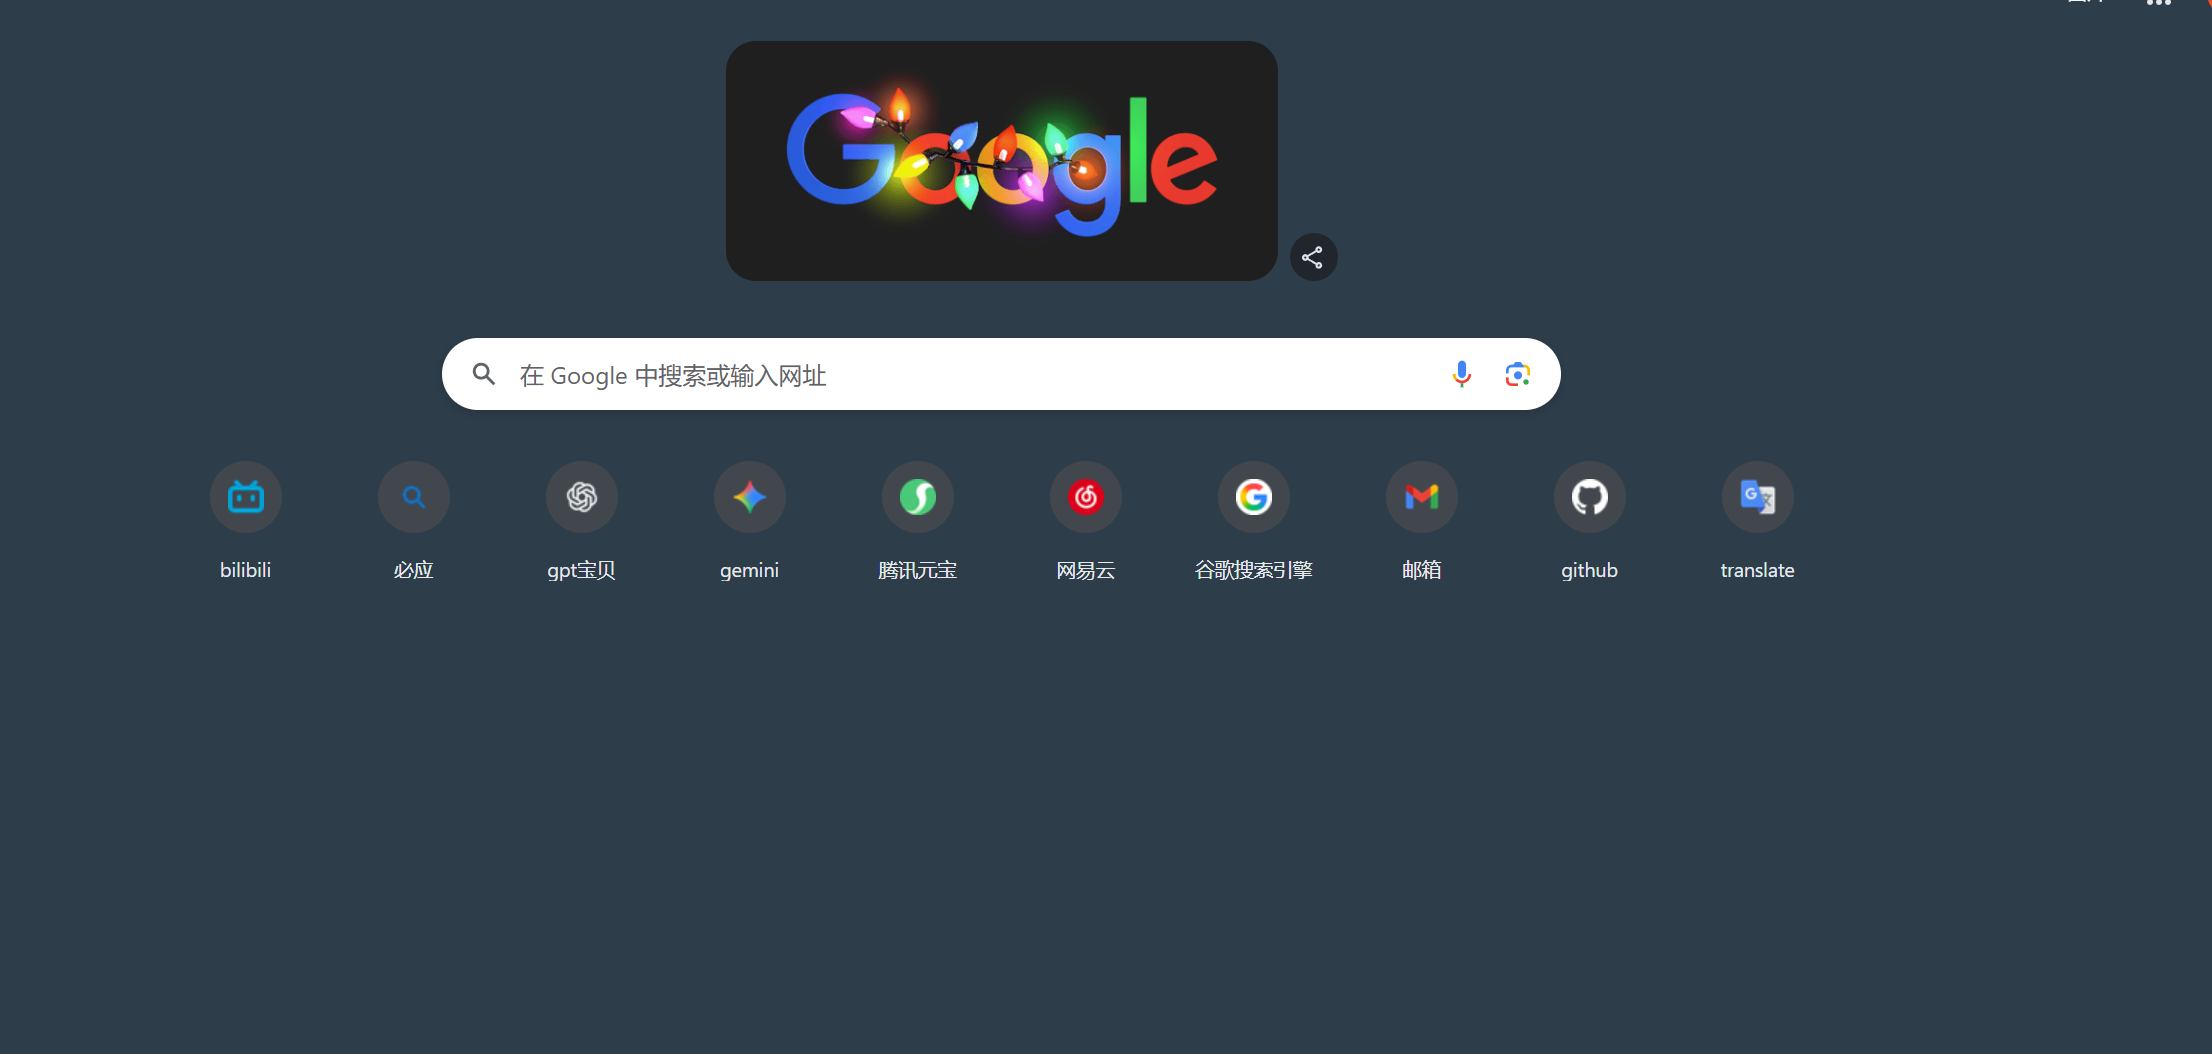 Google
在 Google 中搜索或输入网址
bilibili
必应
gpt宝贝
gemini
腾讯元宝
网易云
谷歌搜索引擎
邮箱
github
translate